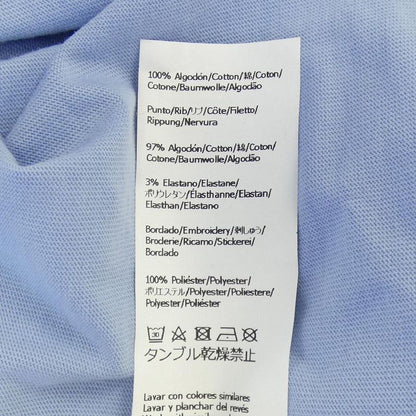 100% Algodón/Cotton/綿/Coton/
Cotone/Baumwolle/Algodão
Punto/Rib/リブ/Côte/Filetto/
Rippung/Nervura
97% Algodón/Cotton/綿/Coton/
Cotone/Baumwolle/Algodão
3% Elastano/Elastane/
ポリウレタン/Élasthanne/Elastan/
Elasthan/Elastano
Bordado/Embroidery/刺しゅう/
Broderie/Ricamo/Stickerei/
Bordado
100% Poliéster/Polyester/
ポリエステル/Polyester/Poliestere/
Polyester/Poliéster
30
タンブル乾燥禁止
Lavar con colores similares
Lavar y planchar del revés